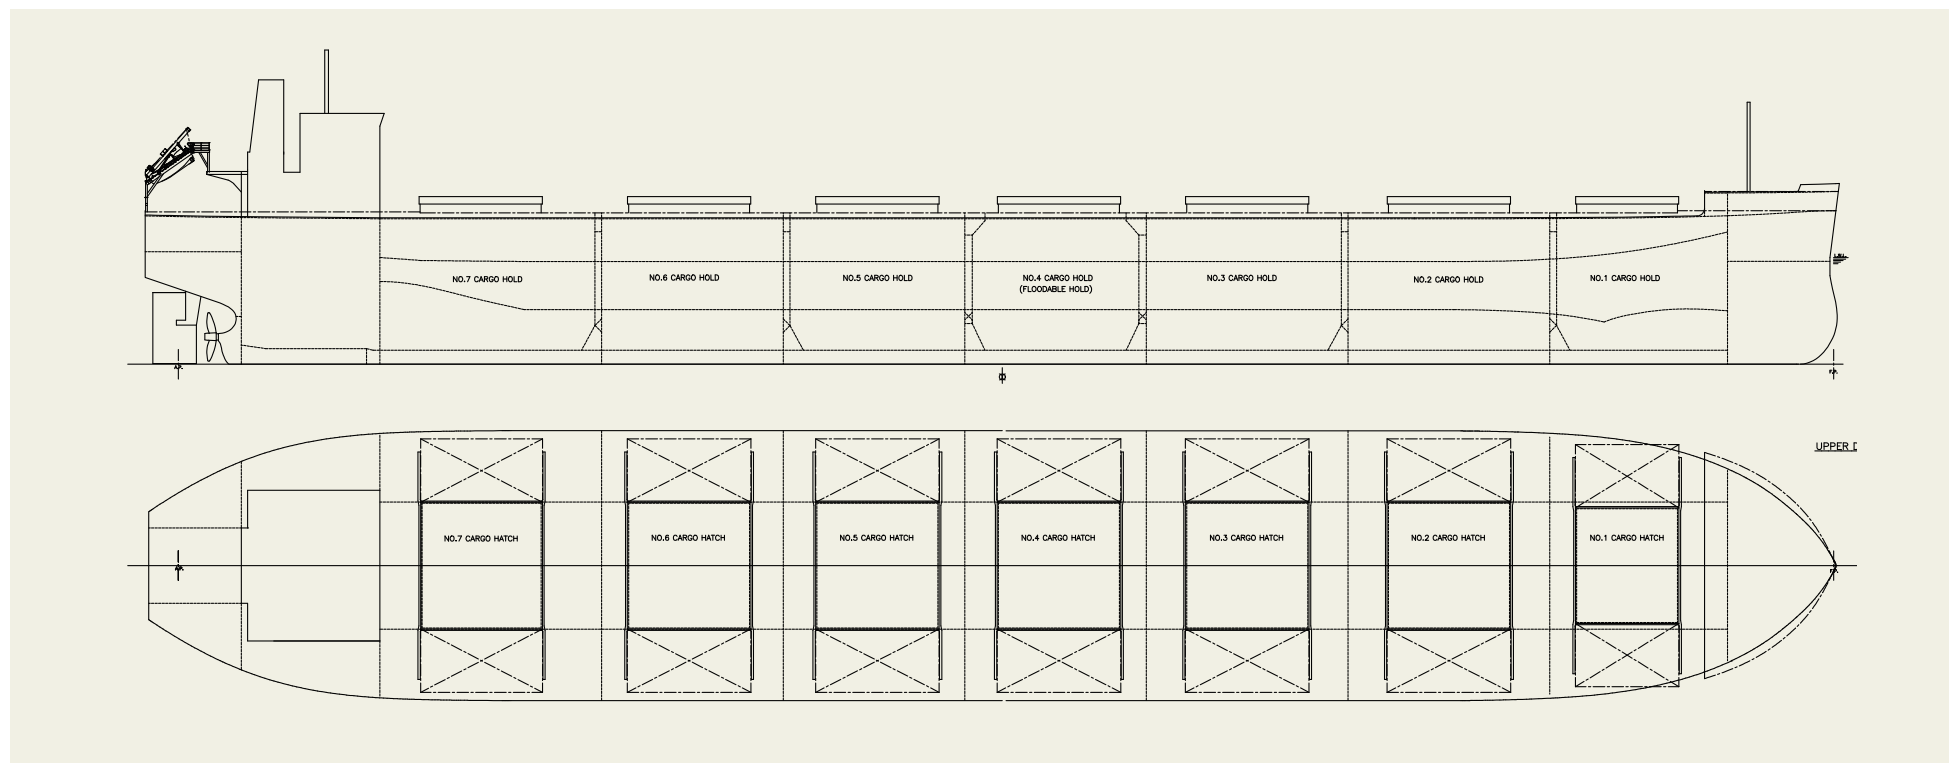 NO.7 CARGO HOLD
NO.6 CARGO HOLD
NO.5 CARGO HOLD
NO.4 CARGO HOLD
(FLOODABLE HOLD)
NO.3 CARGO HOLD
NO.2 CARGO HOLD
NO.1 CARGO HOLD
UPPER
NO.7 CARGO HATCH
NO.6 CARGO HATCH
NO.5 CARGO HATCH
NO.4 CARGO HATCH
NO.3 CARGO HATCH
NO.2 CARGO HATCH
NO.1 CARGO HATCH